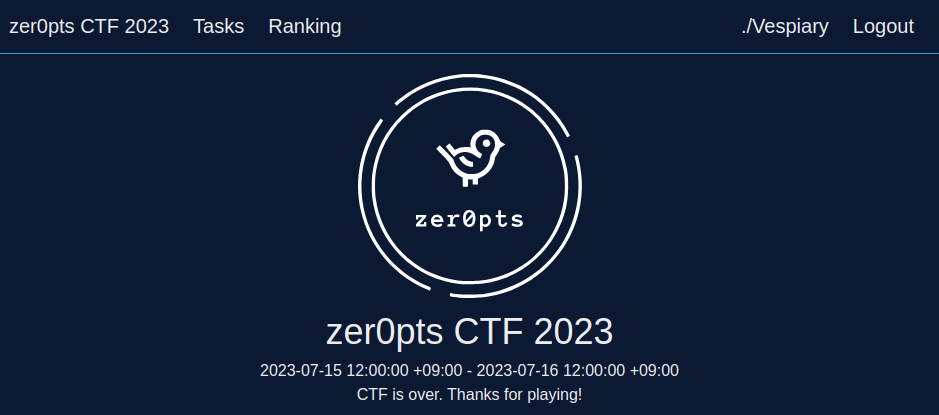 zer0pts CTF 2023 Tasks Ranking ./Vespiary Logout
zer0pts
zer0pts CTF 2023
2023-07-15 12:00:00 +09:00 - 2023-07-16 12:00:00 +09:00
CTF is over. Thanks for playing!